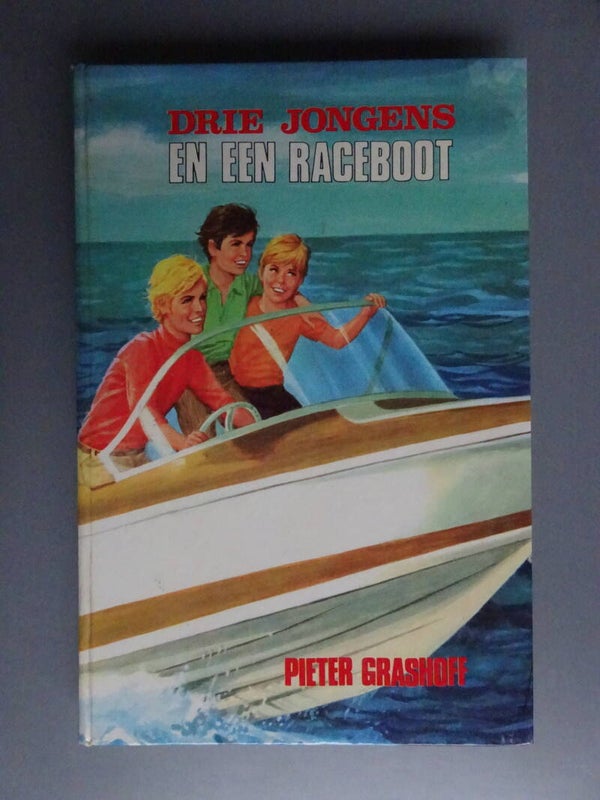 DRIE JONGENS
EN EEN RACEBOOT
PIETER GRASHOFF